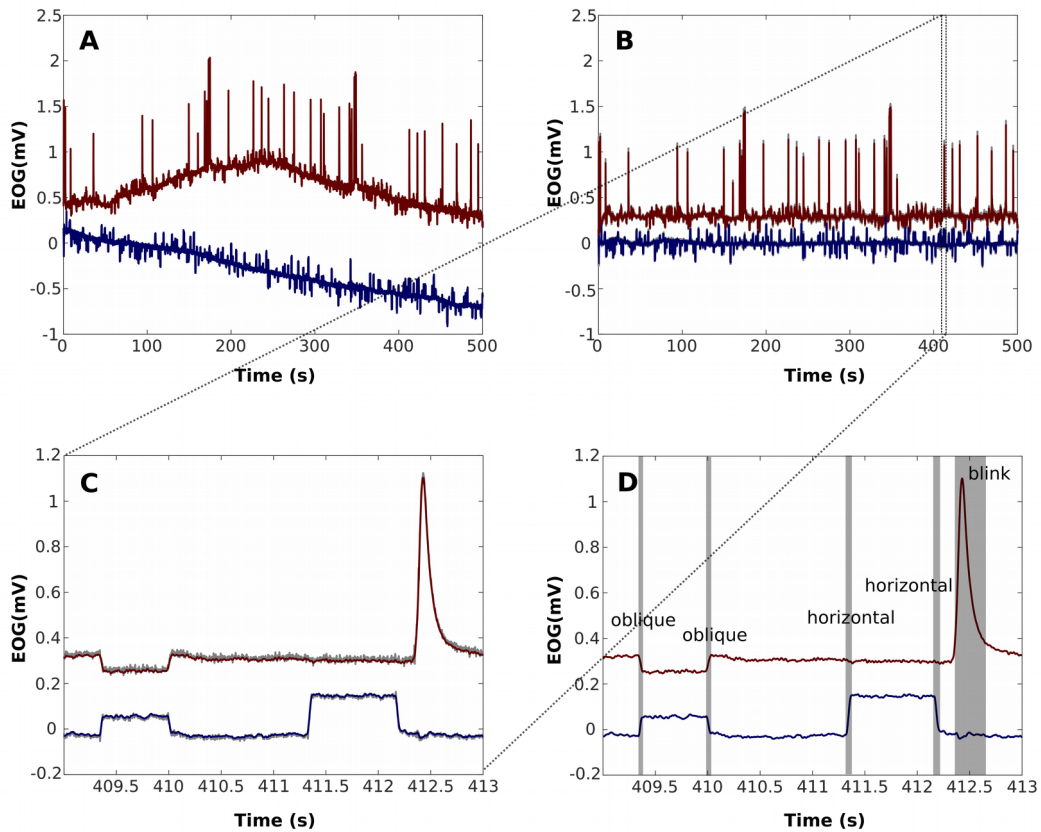 A
EOG(mV)
2.5
2
1.5
1
0.5
0
-0.5
-1
0 100 200 300 400 500
Time (s)
B
EOG(mV)
2.5
2
1.5
1
0.5
0
-0.5
-1
0 100 200 300 400 500
Time (s)
C
EOG(mV)
1.2
1
0.8
0.6
0.4
0.2
0
-0.2
409.5 410 410.5 411 411.5 412 412.5 413
Time (s)
D
EOG(mV)
1.2
1
0.8
0.6
0.4
0.2
0
-0.2
blink
horizontal
oblique
horizontal
oblique
409.5 410 410.5 411 411.5 412 412.5 413
Time (s)